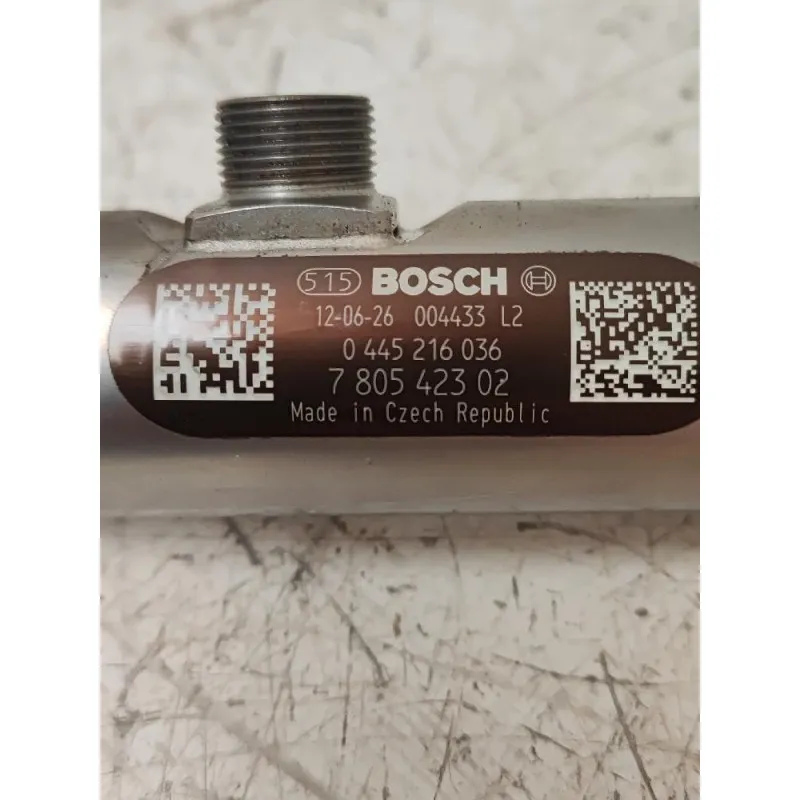 515 BOSCH
12-06-26 004433 L2
0 445 216 036
7 805 423 02
Made in Czech Republic